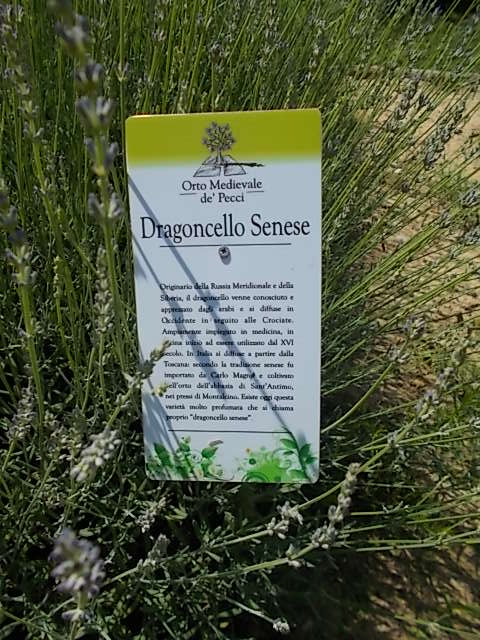 Orto Medievale
de' Pecci
Dragoncello Senese
Originario della Russia Meridionale e della
Siberia, il dragoncello venne conosciuto e
apprezzato dagli arabi e si diffuse in
Occidente in seguito alle Crociate.
Ampiamente impiegato in medicina, in
cucina iniziò ad essere utilizzato dal XVI
secolo. In Italia si diffuse a partire dalla
Toscana: secondo la tradizione senese fu
importato da Carlo Magno e coltivato
nell'orto dell'abbazia di Sant'Antimo,
nei pressi di Montalcino. Esiste oggi questa
varietà molto profumata che si chiama
proprio "dragoncello senese".